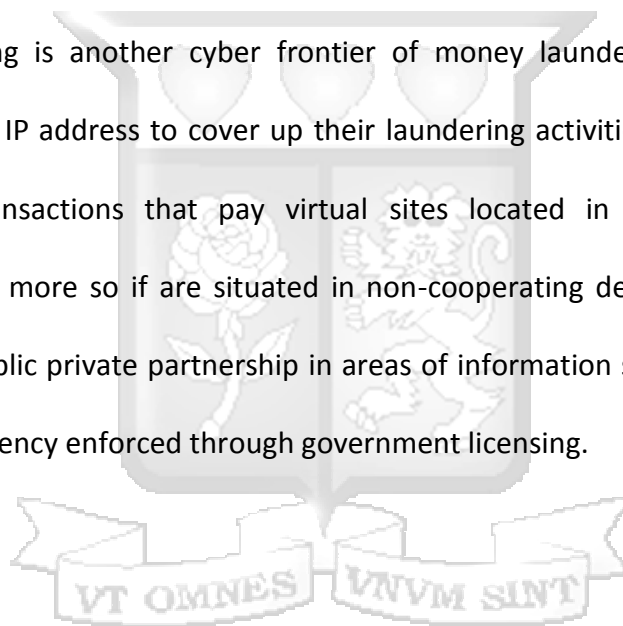 ng is another cyber frontier of money launde
IP address to cover up their laundering activiti
nsactions that pay virtual sites located in
more so if are situated in non-cooperating de
blic private partnership in areas of information s
ency enforced through government licensing.
VT OMNES VNVM SINT